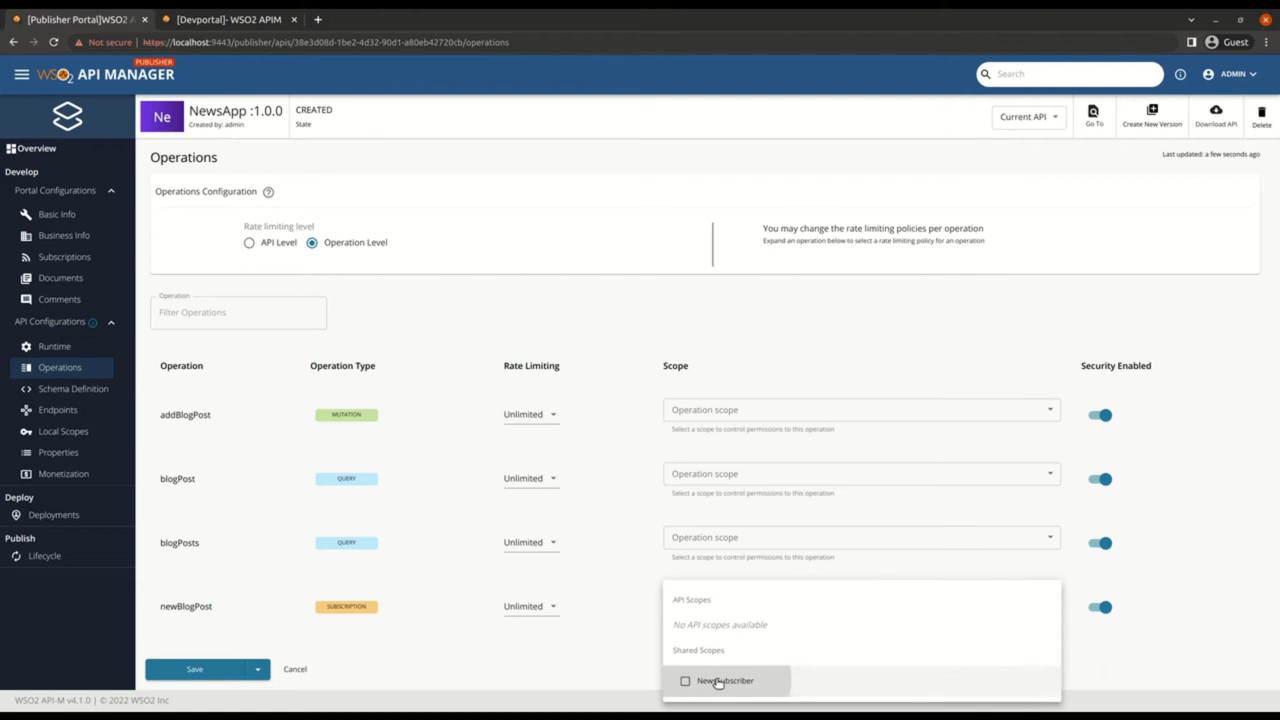 [Publisher Portal]WSO2 A
[Devportal]- WSO2 APIM
Not secure | https://localhost:9443/publisher/apis/38e3d08d-1be2-4d32-90d1-a80eb42720cb/operations
Guest
PUBLISHER
WSO2 API MANAGER
Search
ADMIN
Ne
NewsApp :1.0.0
Created by: admin
CREATED
State
Current API
Go To
Create New Version
Download API
Delete
Overview
Develop
Portal Configurations
Basic Info
Business Info
Subscriptions
Documents
Comments
API Configurations
Runtime
Operations
Schema Definition
Endpoints
Local Scopes
Properties
Monetization
Deploy
Deployments
Publish
Lifecycle
Operations
Last updated: a few seconds ago
Operations Configuration
Rate limiting level
API Level
Operation Level
You may change the rate limiting policies per operation
Expand an operation below to select a rate limiting policy for an operation
Operation
Filter Operations
Operation Operation Type Rate Limiting Scope Security Enabled
addBlogPost MUTATION Unlimited Operation scope
Select a scope to control permissions to this operation
blogPost QUERY Unlimited Operation scope
Select a scope to control permissions to this operation
blogPosts QUERY Unlimited Operation scope
Select a scope to control permissions to this operation
newBlogPost SUBSCRIPTION Unlimited
API Scopes
No API scopes available
Shared Scopes
NewsSubscriber
Save
Cancel
WSO2 API-M v4.1.0 | © 2022 WSO2 Inc